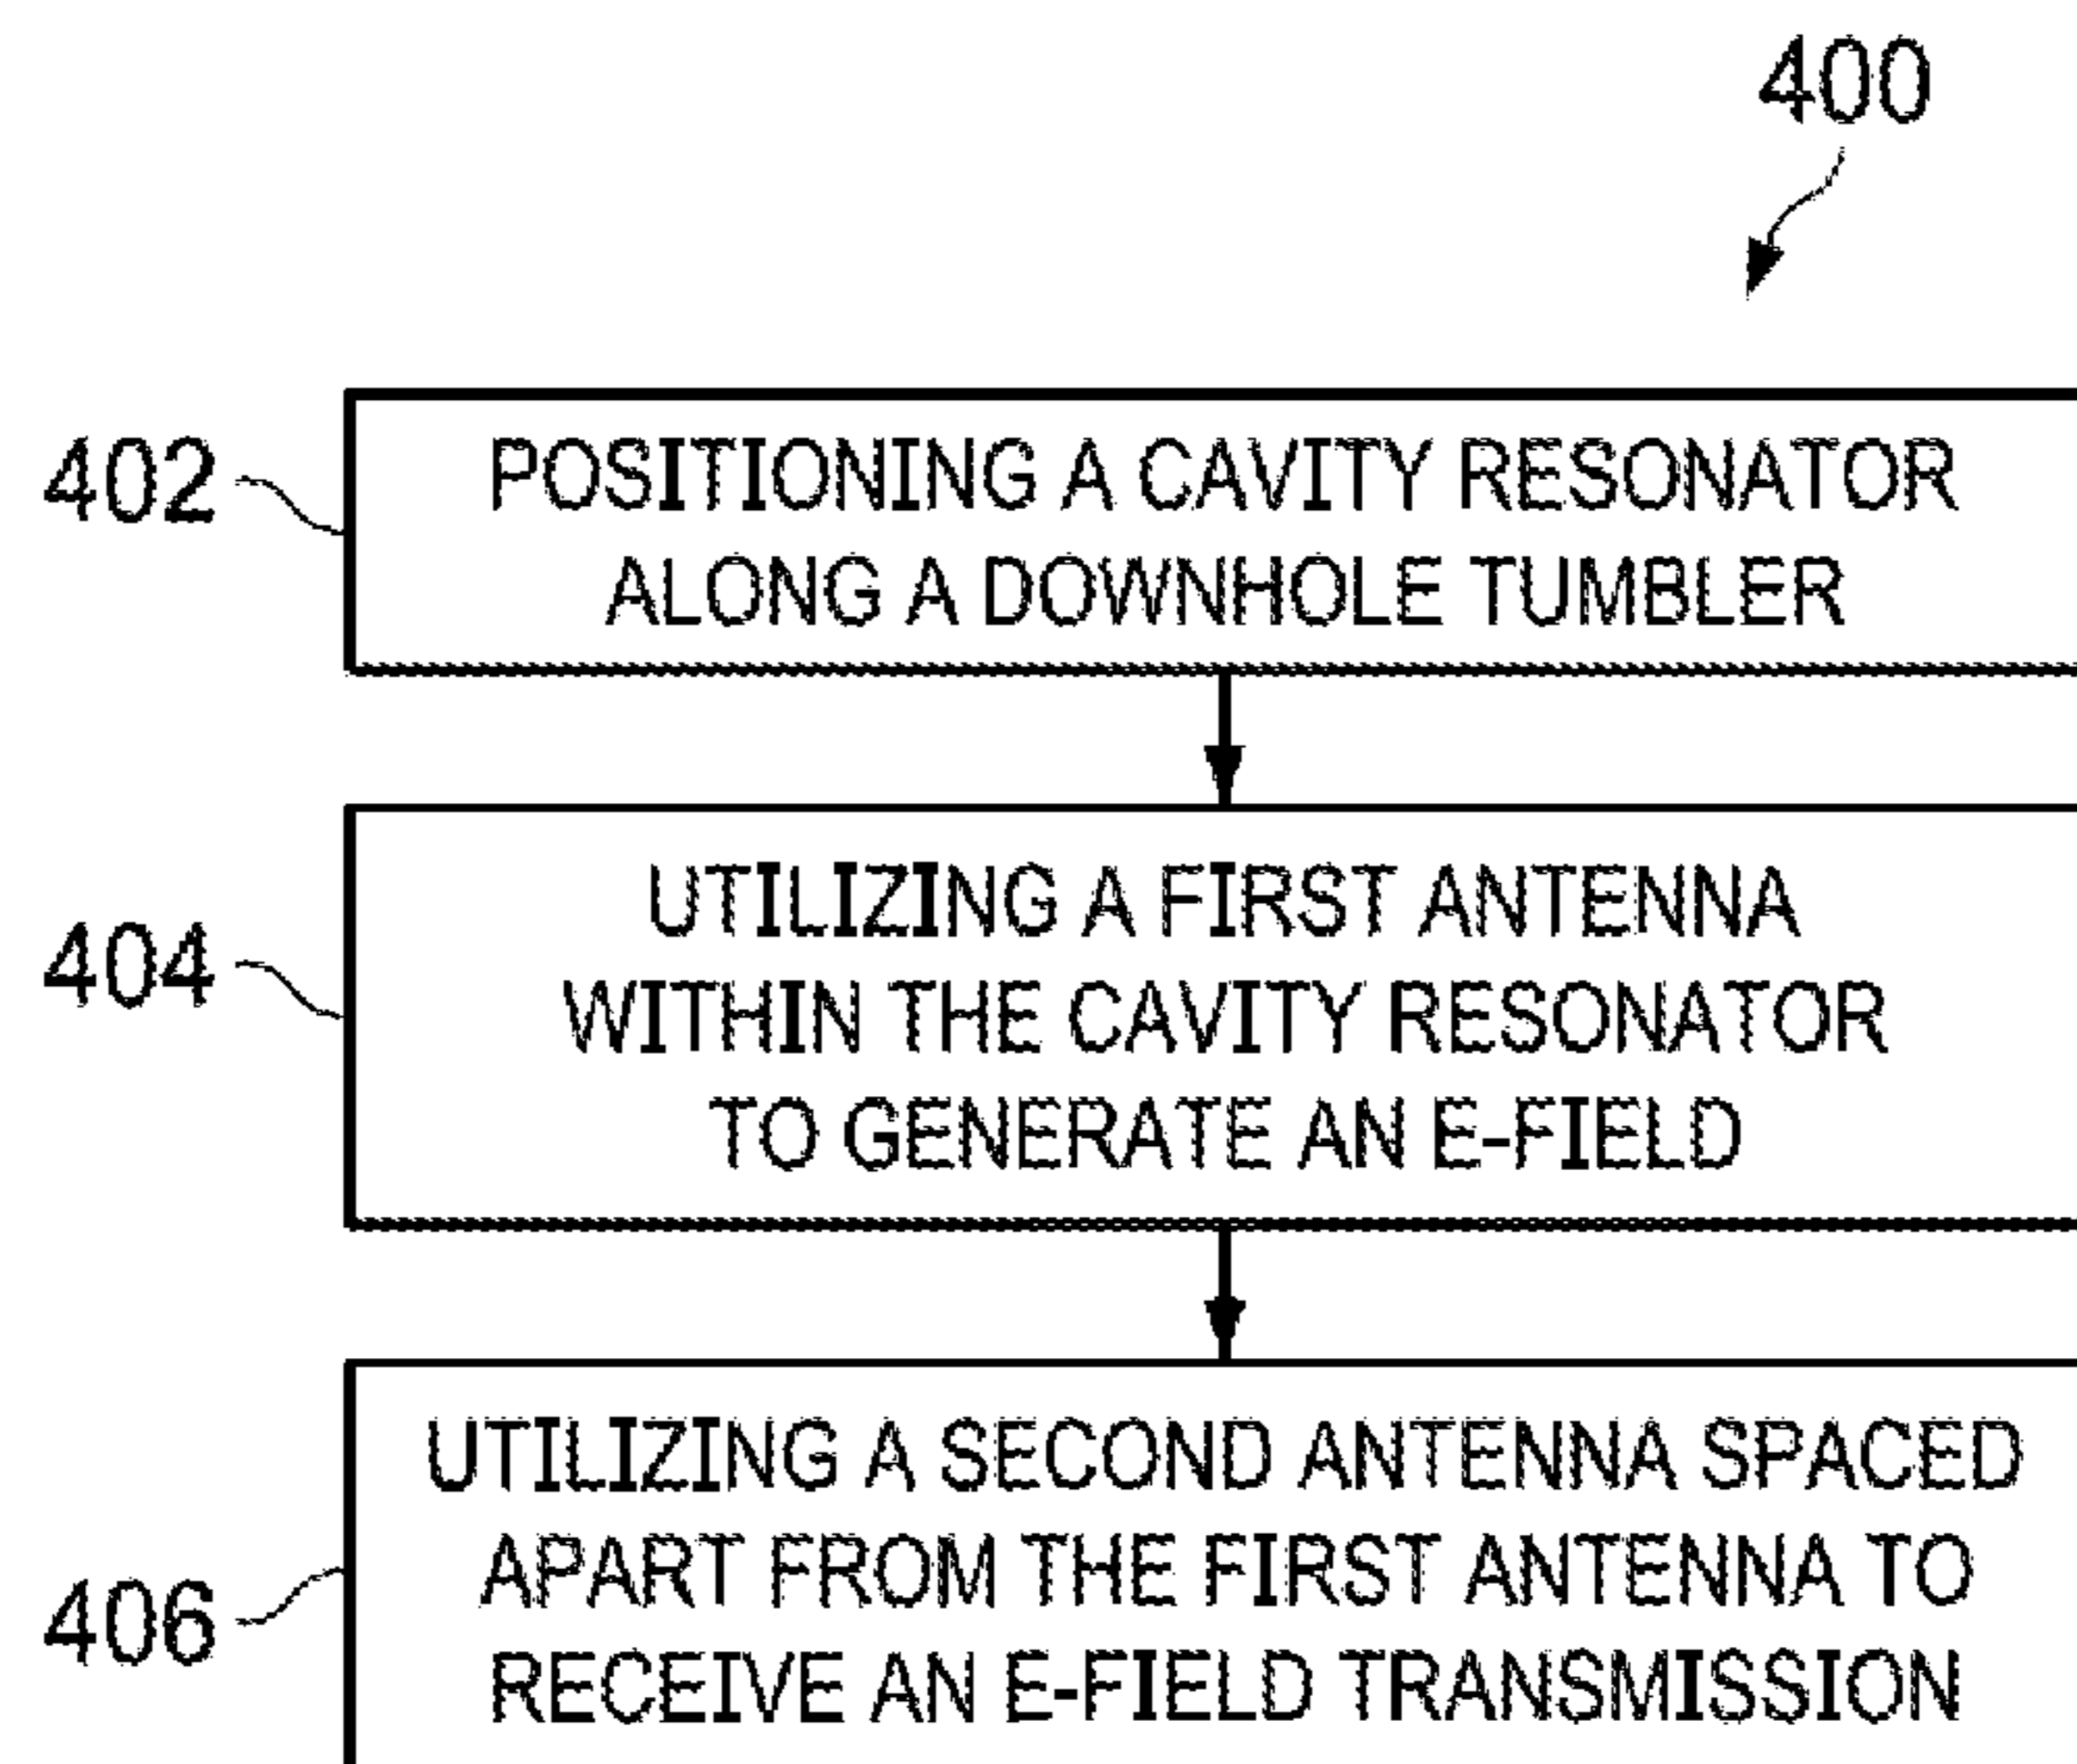 400
402
POSITIONING A CAVITY RESONATOR
ALONG A DOWNHOLE TUMBLER
404
UTILIZING A FIRST ANTENNA
WITHIN THE CAVITY RESONATOR
TO GENERATE AN E-FIELD
406
UTILIZING A SECOND ANTENNA SPACED
APART FROM THE FIRST ANTENNA TO
RECEIVE AN E-FIELD TRANSMISSION